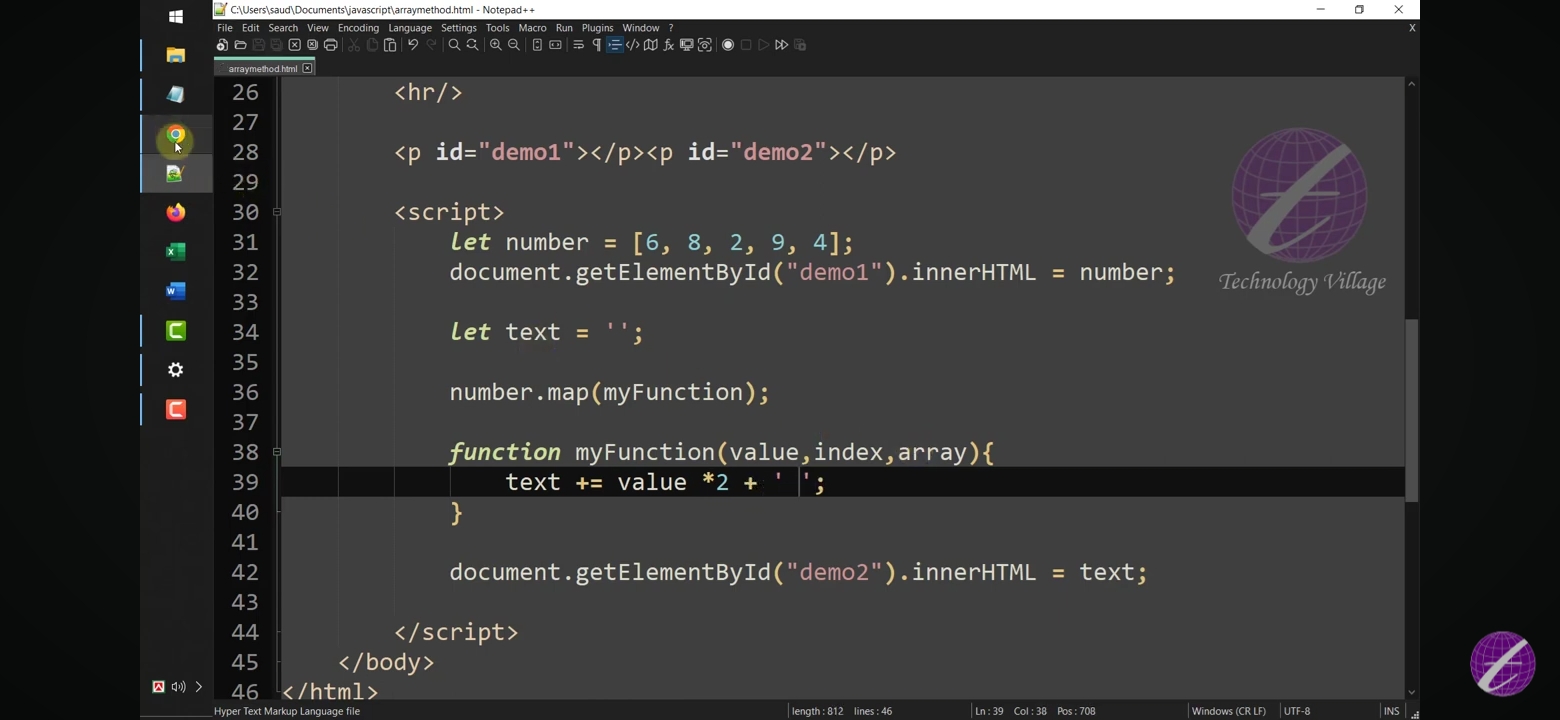 C:\Users\saud\Documents\javascript\arraymethod.html - Notepad++
File Edit Search View Encoding Language Settings Tools Macro Run Plugins Window ? X
arraymethod.html
26 <hr/>
27
28 <p id="demo1"></p><p id="demo2"></p>
29
30 <script>
31 let number = [6, 8, 2, 9, 4];
32 document.getElementById("demo1").innerHTML = number;
33
34 let text = '';
35
36 number.map(myFunction);
37
38 function myFunction(value,index,array){
39 text += value *2 + ' ';
40 }
41
42 document.getElementById("demo2").innerHTML = text;
43
44 </script>
45 </body>
46 </html>
Technology Village
Hyper Text Markup Language file length : 812 lines : 46 Ln : 39 Col : 38 Pos : 708 Windows (CR LF) UTF-8 INS